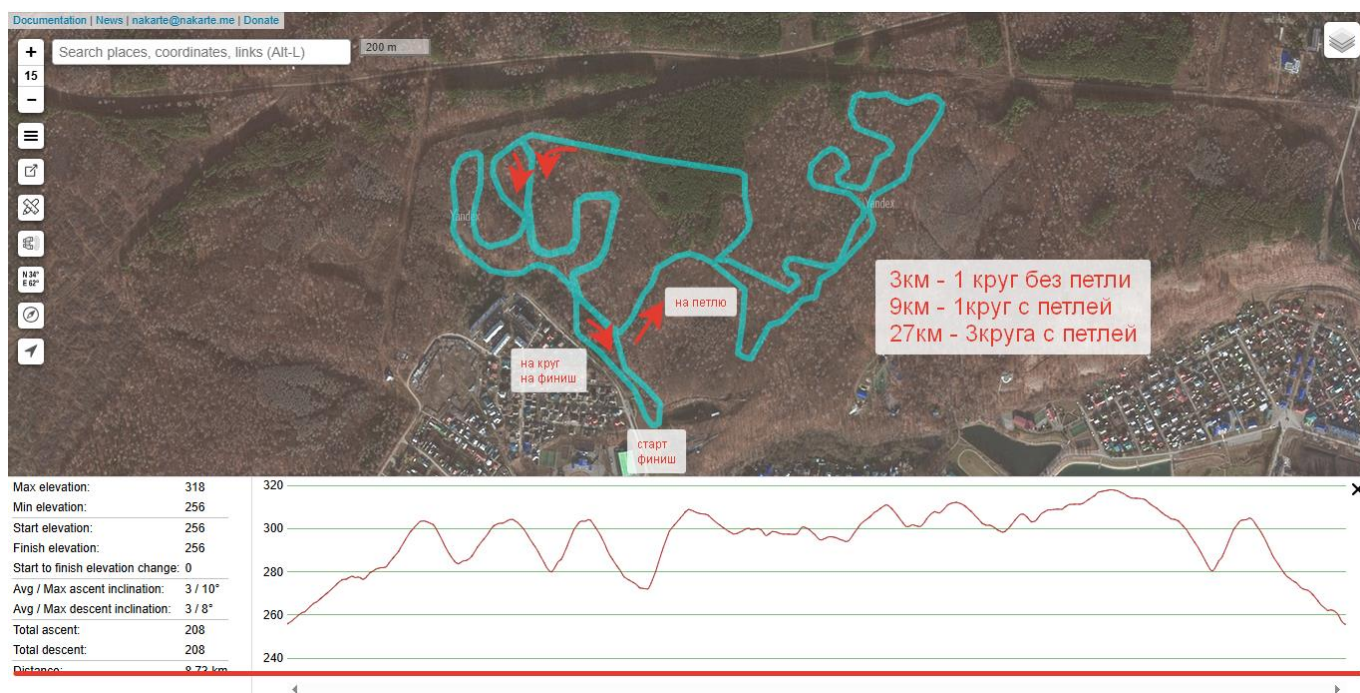 Documentation | News | nakarte@nakarte.me | Donate
+
Search places, coordinates, links (Alt-L)
200 m
15
−
N 34°
E 62°
Yandex
Yandex
3км - 1 круг без петли
9км - 1круг с петлей
27км - 3круга с петлей
на петлю
на круг
на финиш
старт
финиш
Max elevation: 318
Min elevation: 256
Start elevation: 256
Finish elevation: 256
Start to finish elevation change: 0
Avg / Max ascent inclination: 3 / 10°
Avg / Max descent inclination: 3 / 8°
Total ascent: 208
Total descent: 208
Distance: 8.73 km
320
300
280
260
240